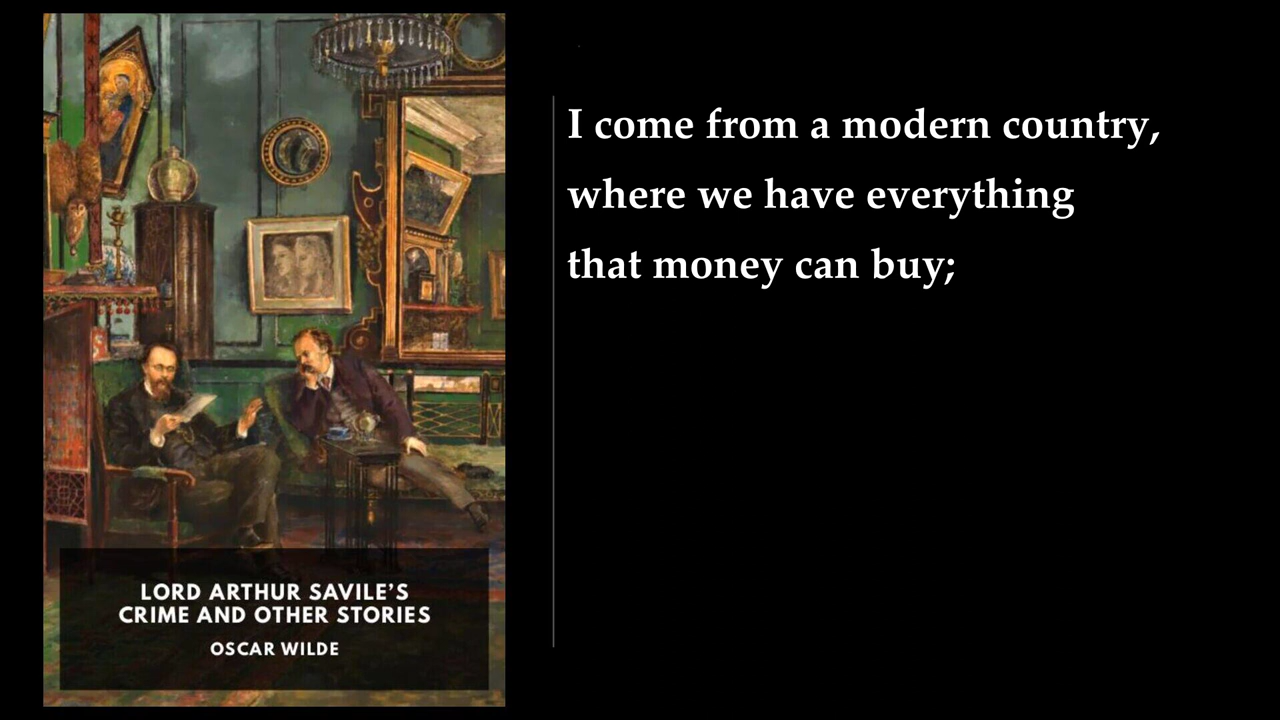 I come from a modern country,
where we have everything
that money can buy;
LORD ARTHUR SAVILE’S
CRIME AND OTHER STORIES
OSCAR WILDE